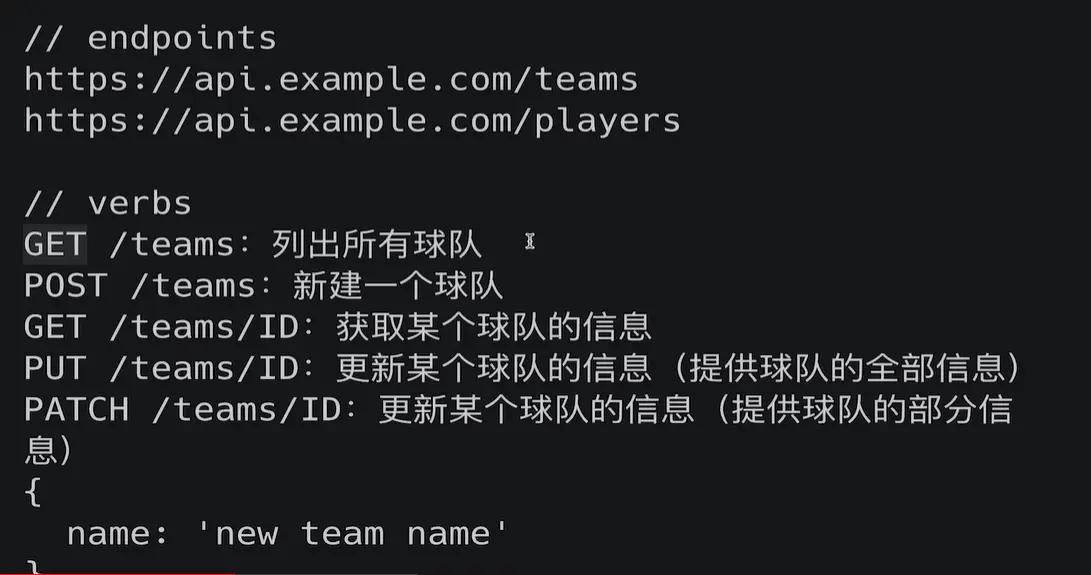 // endpoints
https://api.example.com/teams
https://api.example.com/players
// verbs
GET /teams: 列出所有球队
POST /teams: 新建一个球队
GET /teams/ID: 获取某个球队的信息
PUT /teams/ID: 更新某个球队的信息（提供球队的全部信息）
PATCH /teams/ID: 更新某个球队的信息（提供球队的部分信
息）
{
name: 'new team name'
}